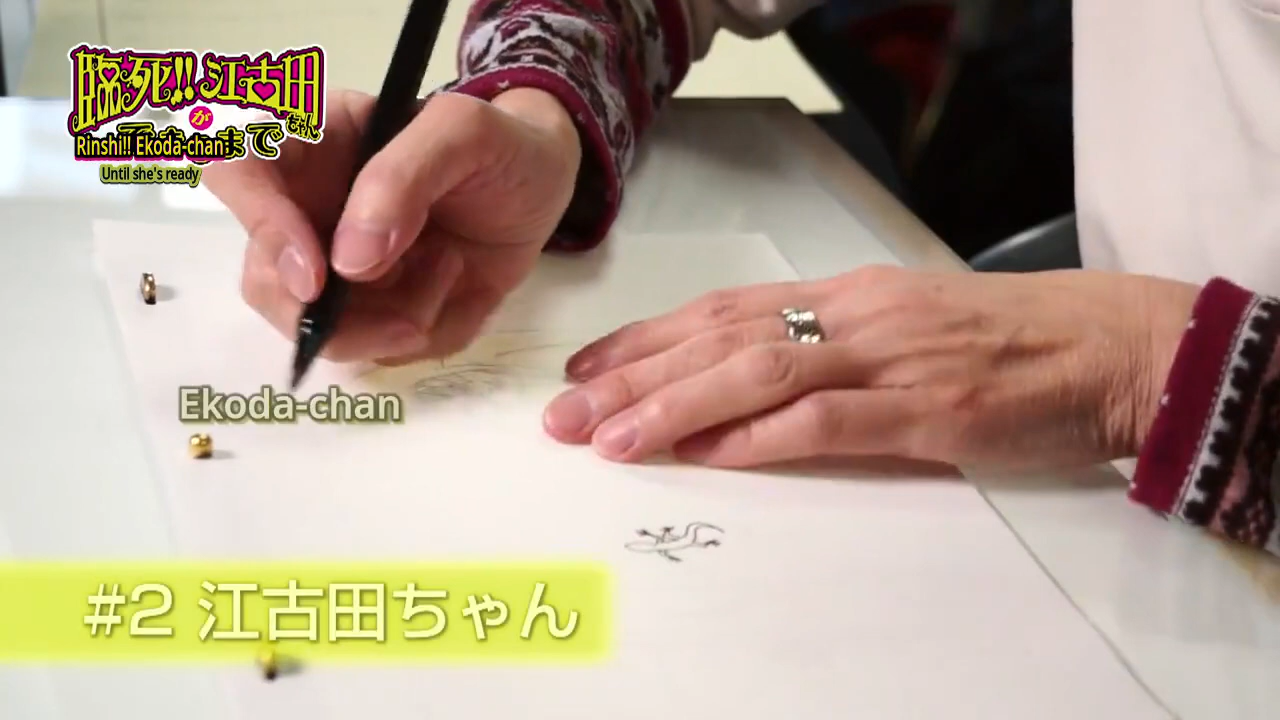 臨死!!江古田ちゃん
が
まで
Rinshi!! Ekoda-chan
Until she's ready
Ekoda-chan
#2 江古田ちゃん